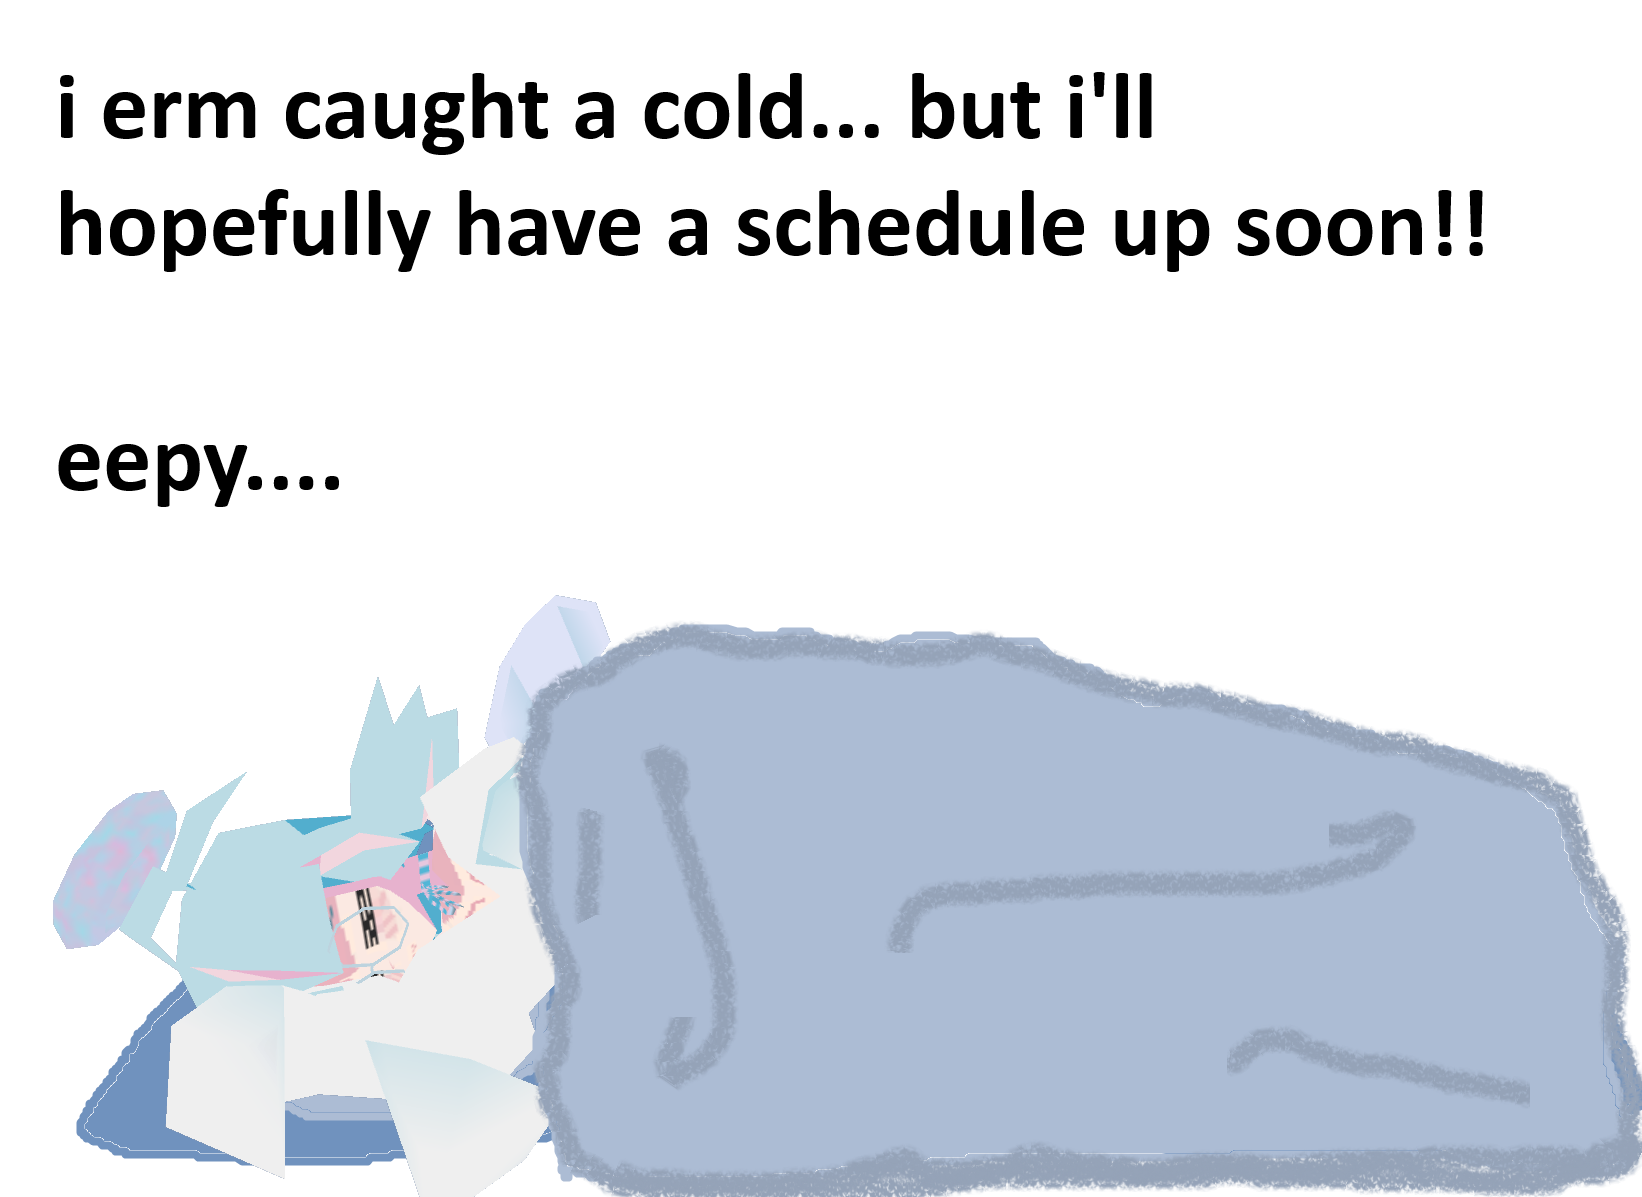 i erm caught a cold... but i'll
hopefully have a schedule up soon!!
eepy....